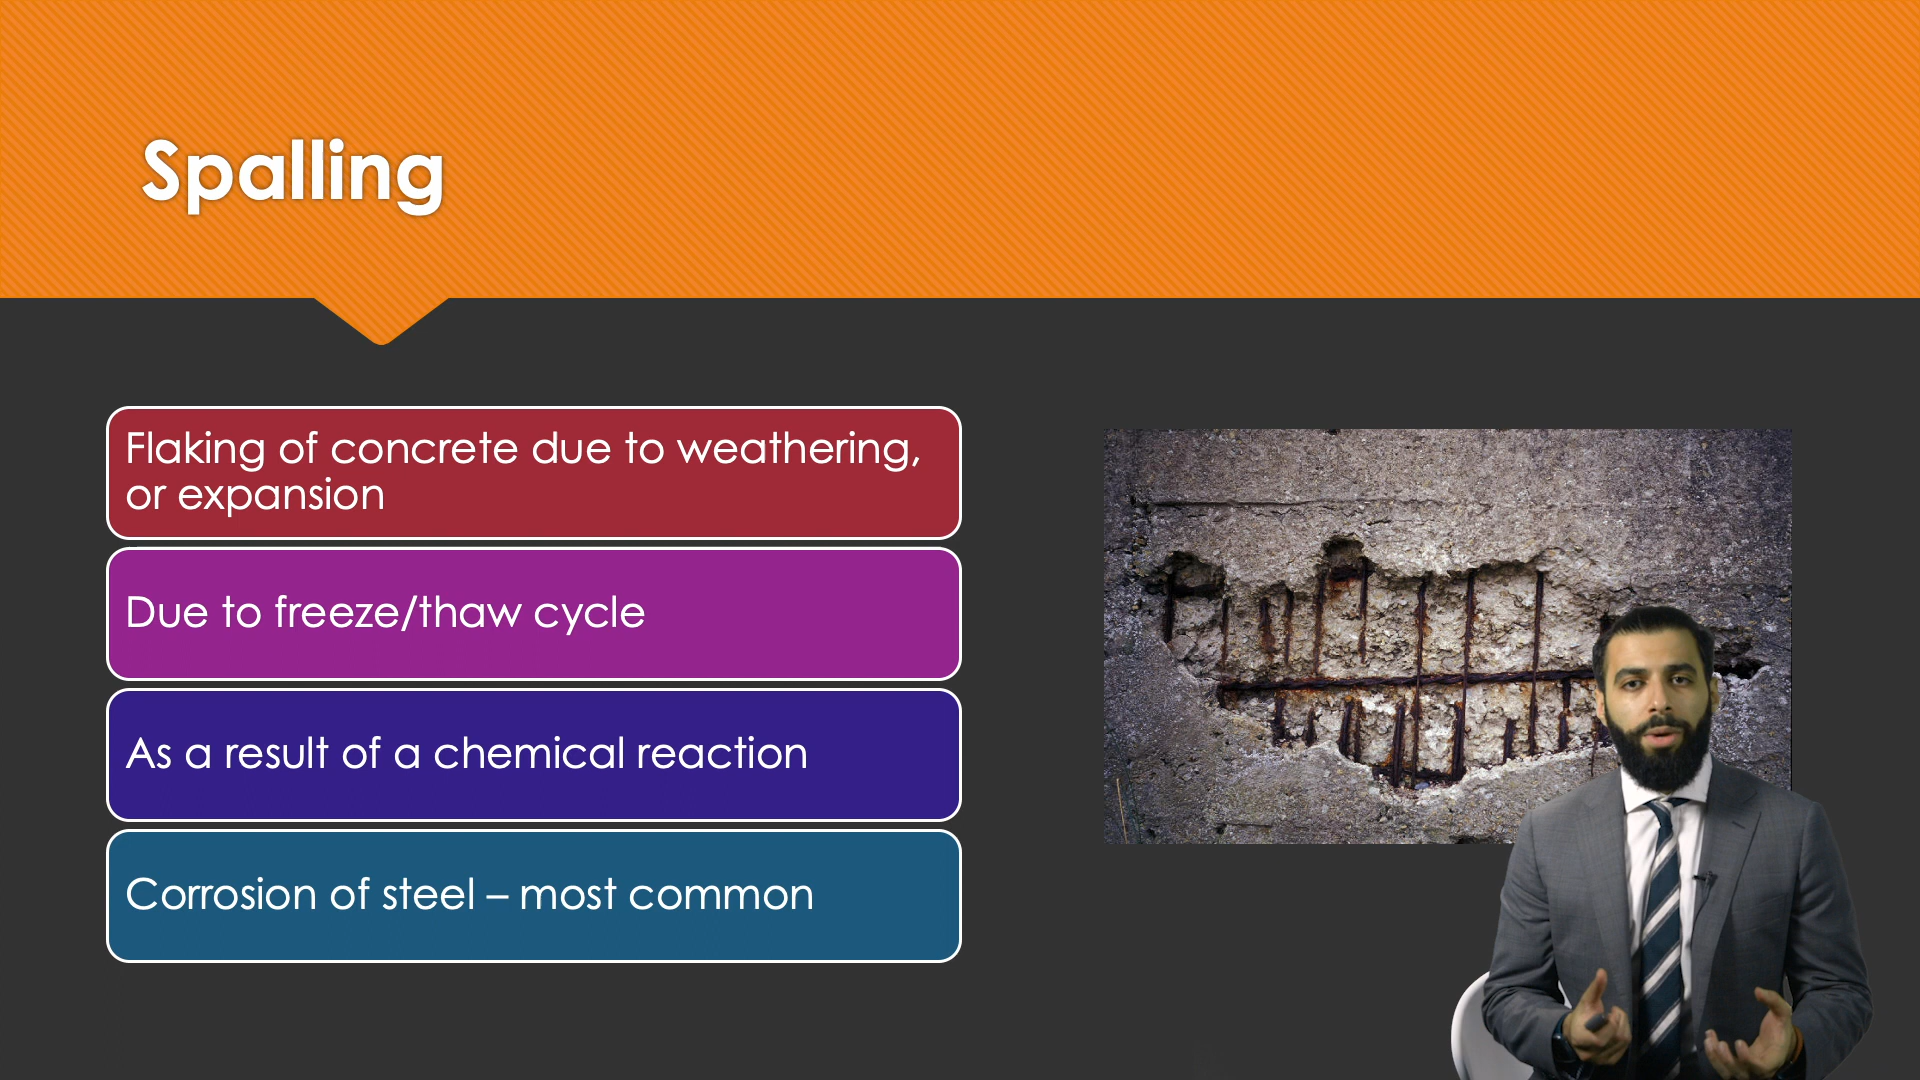 Spalling
Flaking of concrete due to weathering,
or expansion
Due to freeze/thaw cycle
As a result of a chemical reaction
Corrosion of steel – most common